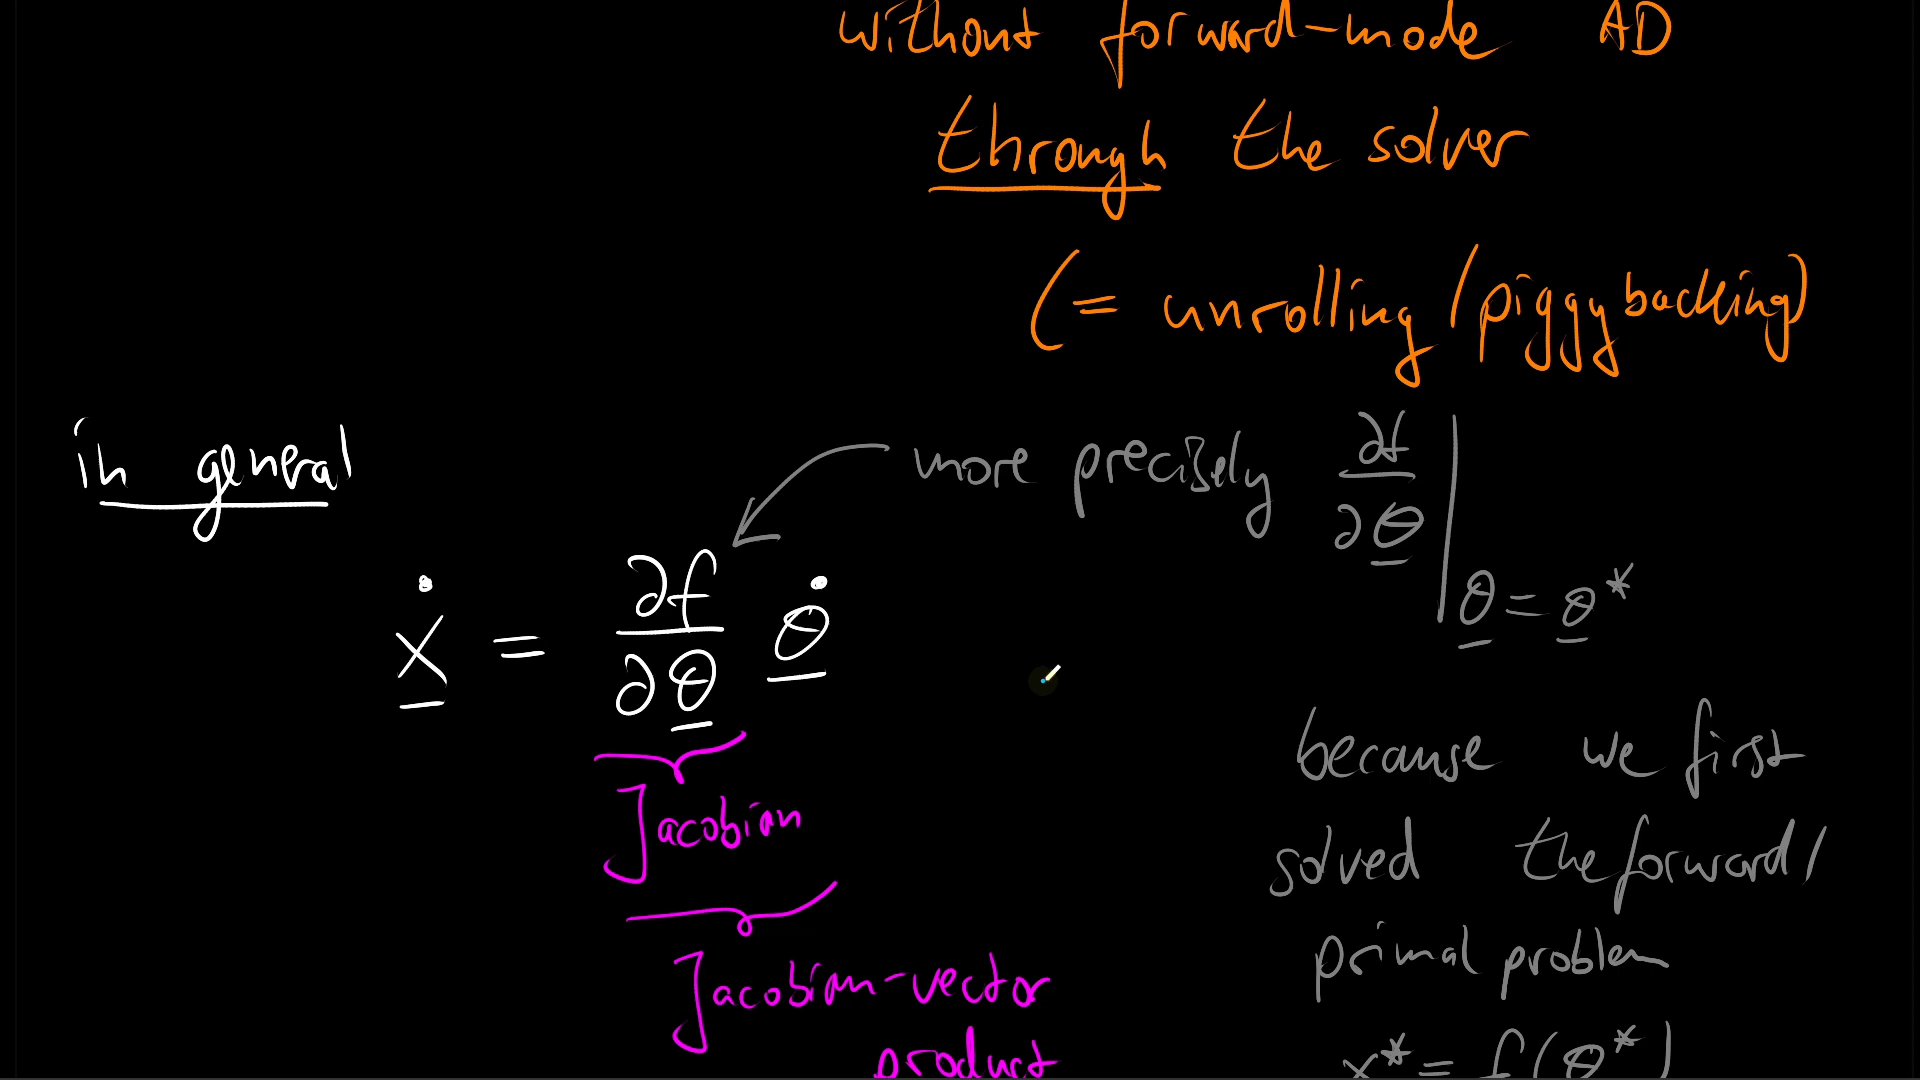 without forward-mode AD
through the solver
(= unrolling / piggybacking)
in general
more precisely ∂f/∂θ |θ=θ*
ẋ = ∂f/∂θ θ̇
because we first
solved the forward/
primal problem
x* = f(θ*)
Jacobian
Jacobian-vector
product